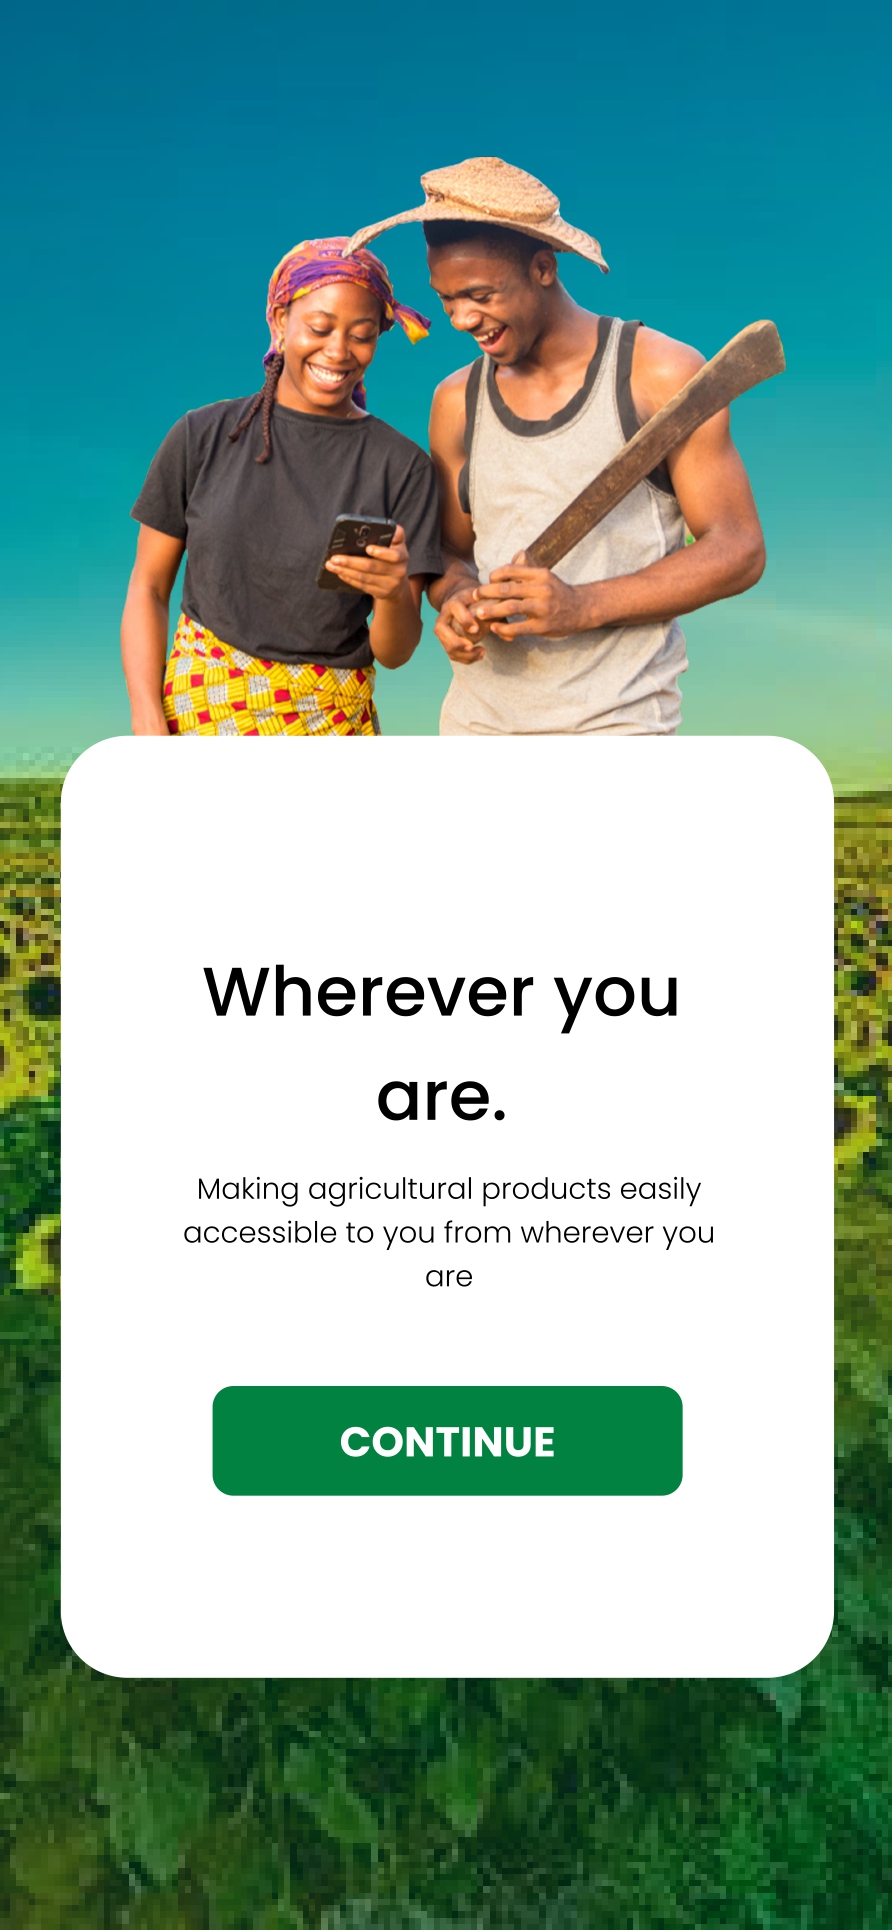 Wherever you
are.
Making agricultural products easily
accessible to you from wherever you
are
CONTINUE